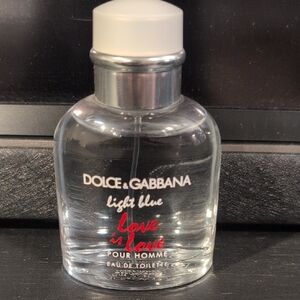 DOLCE & GABBANA
light blue
Love
is Love
POUR HOMME
EAU DE TOILETTE